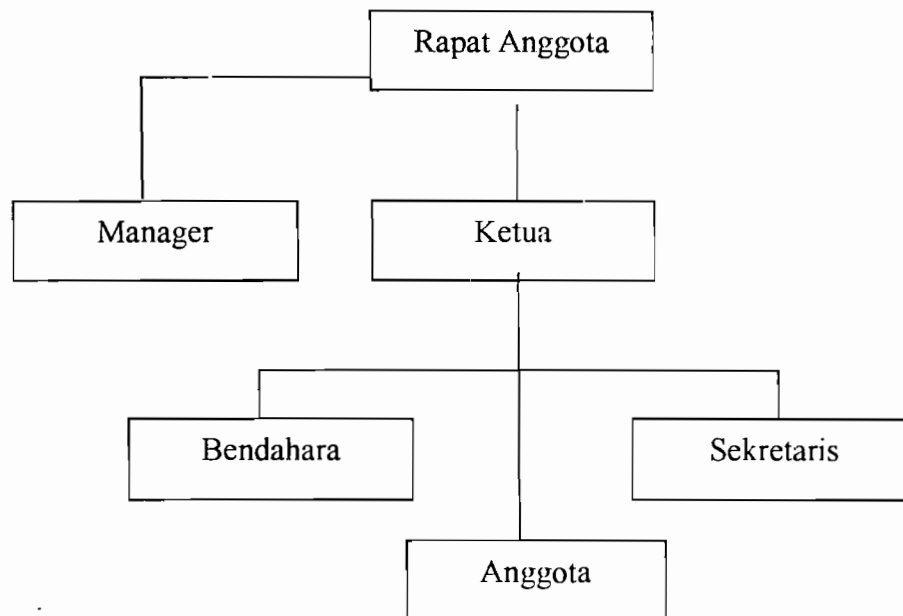 Rapat Anggota
Manager
Ketua
Bendahara
Sekretaris
Anggota